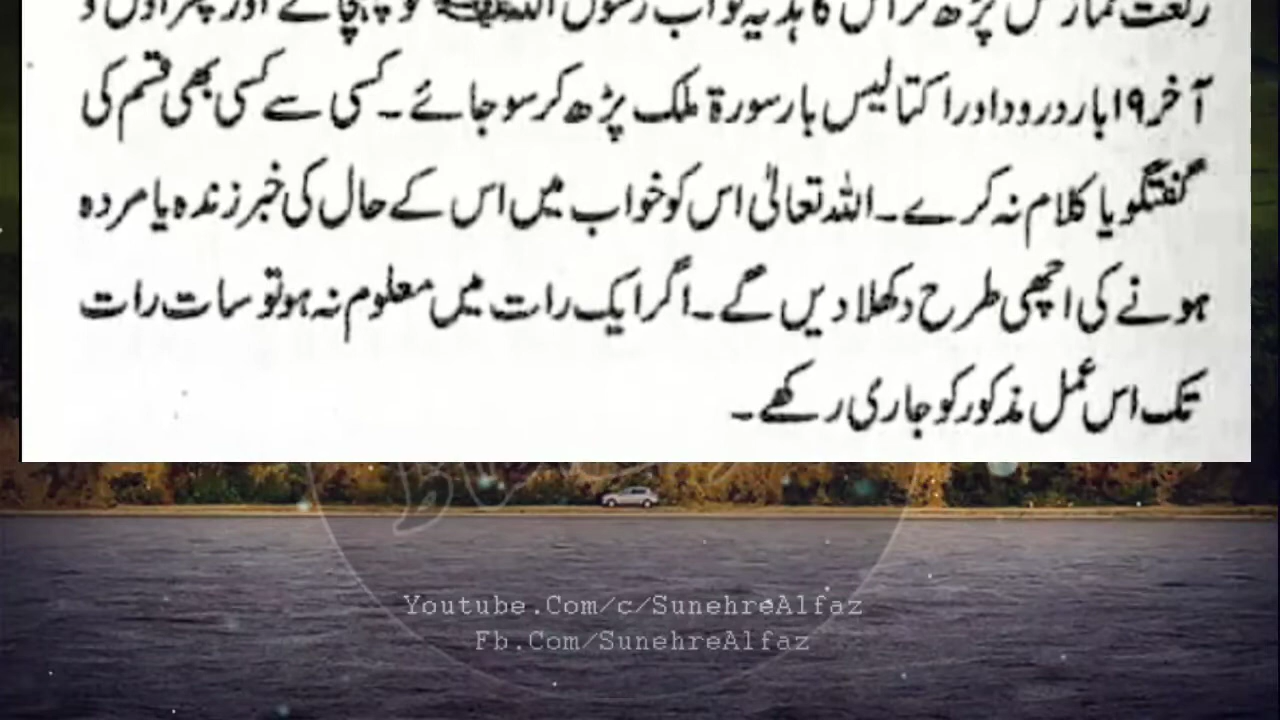 رکعت نماز نفل پڑھ کر اس کا ہدیہ ثواب رسول اللہ ﷺ کو پہنچائے اور پھر اول و
آخر ۱۹ بار درود اور اکتالیس بار سورۃ ملک پڑھ کر سو جائے ۔ کسی سے کسی بھی قسم کی
گفتگو یا کلام نہ کرے ۔ اللہ تعالیٰ اس کو خواب میں اس کے حال کی خبر زندہ یا مردہ
ہونے کی اچھی طرح دکھلا دیں گے ۔ اگر ایک رات میں معلوم نہ ہو تو سات رات
تک اس عمل مذکور کو جاری رکھے ۔
Youtube.Com/c/SunehreAlfaz
Fb.Com/SunehreAlfaz